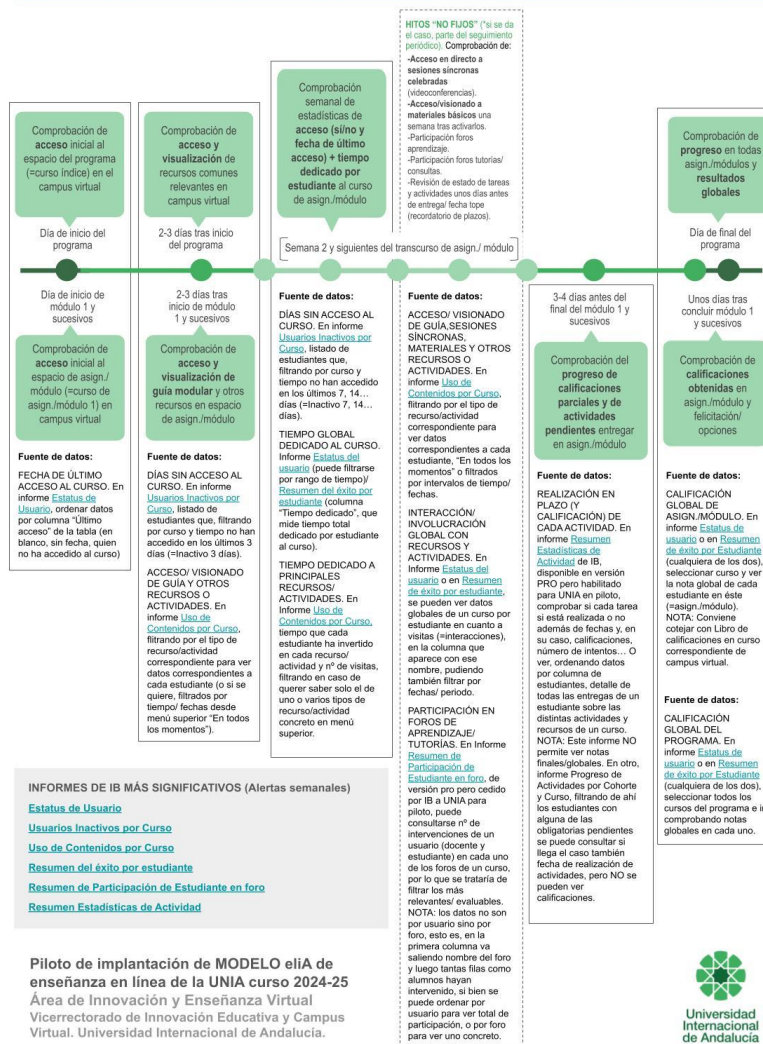 HITOS “NO FIJOS” (*si se da
el caso, parte del seguimiento
periódico). Comprobación de:
-Acceso en directo a
sesiones síncronas
celebradas
(videoconferencias).
-Acceso/visionado a
materiales básicos una
semana tras activarlos.
-Participación foros
aprendizaje.
-Participación foros tutorías/
consultas.
-Revisión de estado de tareas
y actividades unos días antes
de entrega/ fecha tope
(recordatorio de plazos).
Comprobación de
acceso inicial al
espacio del programa
(=curso índice) en el
campus virtual
Comprobación de
acceso y
visualización de
recursos comunes
relevantes en
campus virtual
Comprobación
semanal de
estadísticas de
acceso (sí/no y
fecha de último
acceso) + tiempo
dedicado por
estudiante al curso
de asign./módulo
Comprobación de
progreso en todas
asign./módulos y
resultados
globales
Día de inicio del
programa
2-3 días tras inicio
del programa
Semana 2 y siguientes del transcurso de asign./ módulo
Día de final del
programa
Día de inicio de
módulo 1 y
sucesivos
Comprobación de
acceso inicial al
espacio de asign./
módulo (=curso de
asign./módulo 1) en
campus virtual
Fuente de datos:
FECHA DE ÚLTIMO
ACCESO AL CURSO. En
informe Estatus de
Usuario, ordenar datos
por columna “Último
acceso” de la tabla (en
blanco, sin fecha, quien
no ha accedido al curso)
2-3 días tras
inicio de módulo
1 y sucesivos
Comprobación de
acceso y
visualización de
guía modular y otros
recursos en espacio
de asign./módulo
Fuente de datos:
DÍAS SIN ACCESO AL
CURSO. En informe
Usuarios Inactivos por
Curso, listado de
estudiantes que, filtrando
por curso y tiempo no han
accedido en los últimos 3
días (=Inactivo 3 días).
ACCESO/ VISIONADO
DE GUÍA Y OTROS
RECURSOS O
ACTIVIDADES. En
informe Uso de
Contenidos por Curso,
filtrando por el tipo de
recurso/actividad
correspondiente para ver
datos correspondientes a
cada estudiante (o si se
quiere, filtrados por
tiempo/ fechas desde
menú superior “En todos
los momentos”).
Fuente de datos:
DÍAS SIN ACCESO AL
CURSO. En informe
Usuarios Inactivos por
Curso, listado de
estudiantes que,
filtrando por curso y
tiempo no han accedido
en los últimos 7, 14…
días (=Inactivo 7, 14…
días).
TIEMPO GLOBAL
DEDICADO AL CURSO.
Informe Estatus del
usuario (puede filtrarse
por rango de tiempo)/
Resumen del éxito por
estudiante (columna
“Tiempo dedicado”, que
mide tiempo total
dedicado por estudiante
al curso).
TIEMPO DEDICADO A
PRINCIPALES
RECURSOS/
ACTIVIDADES. En
Informe Uso de
Contenidos por Curso,
tiempo que cada
estudiante ha invertido
en cada recurso/
actividad y nº de visitas,
filtrando en caso de
querer saber solo el de
uno o varios tipos de
recurso/actividad
concreto en menú
superior.
Fuente de datos:
ACCESO/ VISIONADO
DE GUÍA,SESIONES
SÍNCRONAS,
MATERIALES Y OTROS
RECURSOS O
ACTIVIDADES. En
informe Uso de
Contenidos por Curso,
filtrando por el tipo de
recurso/actividad
correspondiente para
ver datos
correspondientes a cada
estudiante, “En todos los
momentos” o filtrados
por intervalos de tiempo/
fechas.
INTERACCIÓN/
INVOLUCRACIÓN
GLOBAL CON
RECURSOS Y
ACTIVIDADES. En
Informe Estatus del
usuario o en Resumen
de éxito por estudiante,
se pueden ver datos
globales de un curso por
estudiante en cuanto a
visitas (=interacciones),
en la columna que
aparece con ese
nombre, pudiendo
también filtrar por
fechas/ periodo.
PARTICIPACIÓN EN
FOROS DE
APRENDIZAJE/
TUTORÍAS. En Informe
Resumen de
Participación de
Estudiante en foro, de
versión pro pero cedido
por IB a UNIA para
piloto, puede
consultarse nº de
intervenciones de un
usuario (docente y
estudiante) en cada uno
de los foros de un curso,
por lo que se trataría de
filtrar los más
relevantes/ evaluables.
NOTA: los datos no son
por usuario sino por
foro, esto es, en la
primera columna va
saliendo nombre del foro
y luego tantas filas como
alumnos hayan
intervenido, si bien se
puede ordenar por
usuario para ver total de
participación, o por foro
para ver uno concreto.
3-4 días antes del
final del módulo 1 y
sucesivos
Comprobación del
progreso de
calificaciones
parciales y de
actividades
pendientes entregar
en asign./módulo
Fuente de datos:
REALIZACIÓN EN
PLAZO (Y
CALIFICACIÓN) DE
CADA ACTIVIDAD. En
informe Resumen
Estadísticas de
Actividad de IB,
disponible en versión
PRO pero habilitado
para UNIA en piloto,
comprobar si cada tarea
si está realizada o no
además de fechas y, en
su caso, calificaciones,
número de intentos… O
ver, ordenando datos
por columna de
estudiantes, detalle de
todas las entregas de un
estudiante sobre las
distintas actividades y
recursos de un curso.
NOTA: Este informe NO
permite ver notas
finales/globales. En otro,
informe Progreso de
Actividades por Cohorte
y Curso, filtrando de ahí
los estudiantes con
alguna de las
obligatorias pendientes
se puede consultar si
llega el caso también
fecha de realización de
actividades, pero NO se
pueden ver
calificaciones.
Unos días tras
concluir módulo 1
y sucesivos
Comprobación de
calificaciones
obtenidas en
asign./módulo y
felicitación/
opciones
Fuente de datos:
CALIFICACIÓN
GLOBAL DE
ASIGN./MÓDULO. En
informe Estatus de
usuario o en Resumen
de éxito por Estudiante
(cualquiera de los dos),
seleccionar curso y ver
la nota global de cada
estudiante en éste
(=asign./módulo).
NOTA: Conviene
cotejar con Libro de
calificaciones en curso
correspondiente de
campus virtual.
Fuente de datos:
CALIFICACIÓN
GLOBAL DEL
PROGRAMA. En
informe Estatus de
usuario o en Resumen
de éxito por Estudiante
(cualquiera de los dos),
seleccionar todos los
cursos del programa e ir
comprobando notas
globales en cada uno.
INFORMES DE IB MÁS SIGNIFICATIVOS (Alertas semanales)
Estatus de Usuario
Usuarios Inactivos por Curso
Uso de Contenidos por Curso
Resumen del éxito por estudiante
Resumen de Participación de Estudiante en foro
Resumen Estadísticas de Actividad
Piloto de implantación de MODELO eliA de
enseñanza en línea de la UNIA curso 2024-25
Área de Innovación y Enseñanza Virtual
Vicerrectorado de Innovación Educativa y Campus
Virtual. Universidad Internacional de Andalucía.
Universidad
Internacional
de Andalucía